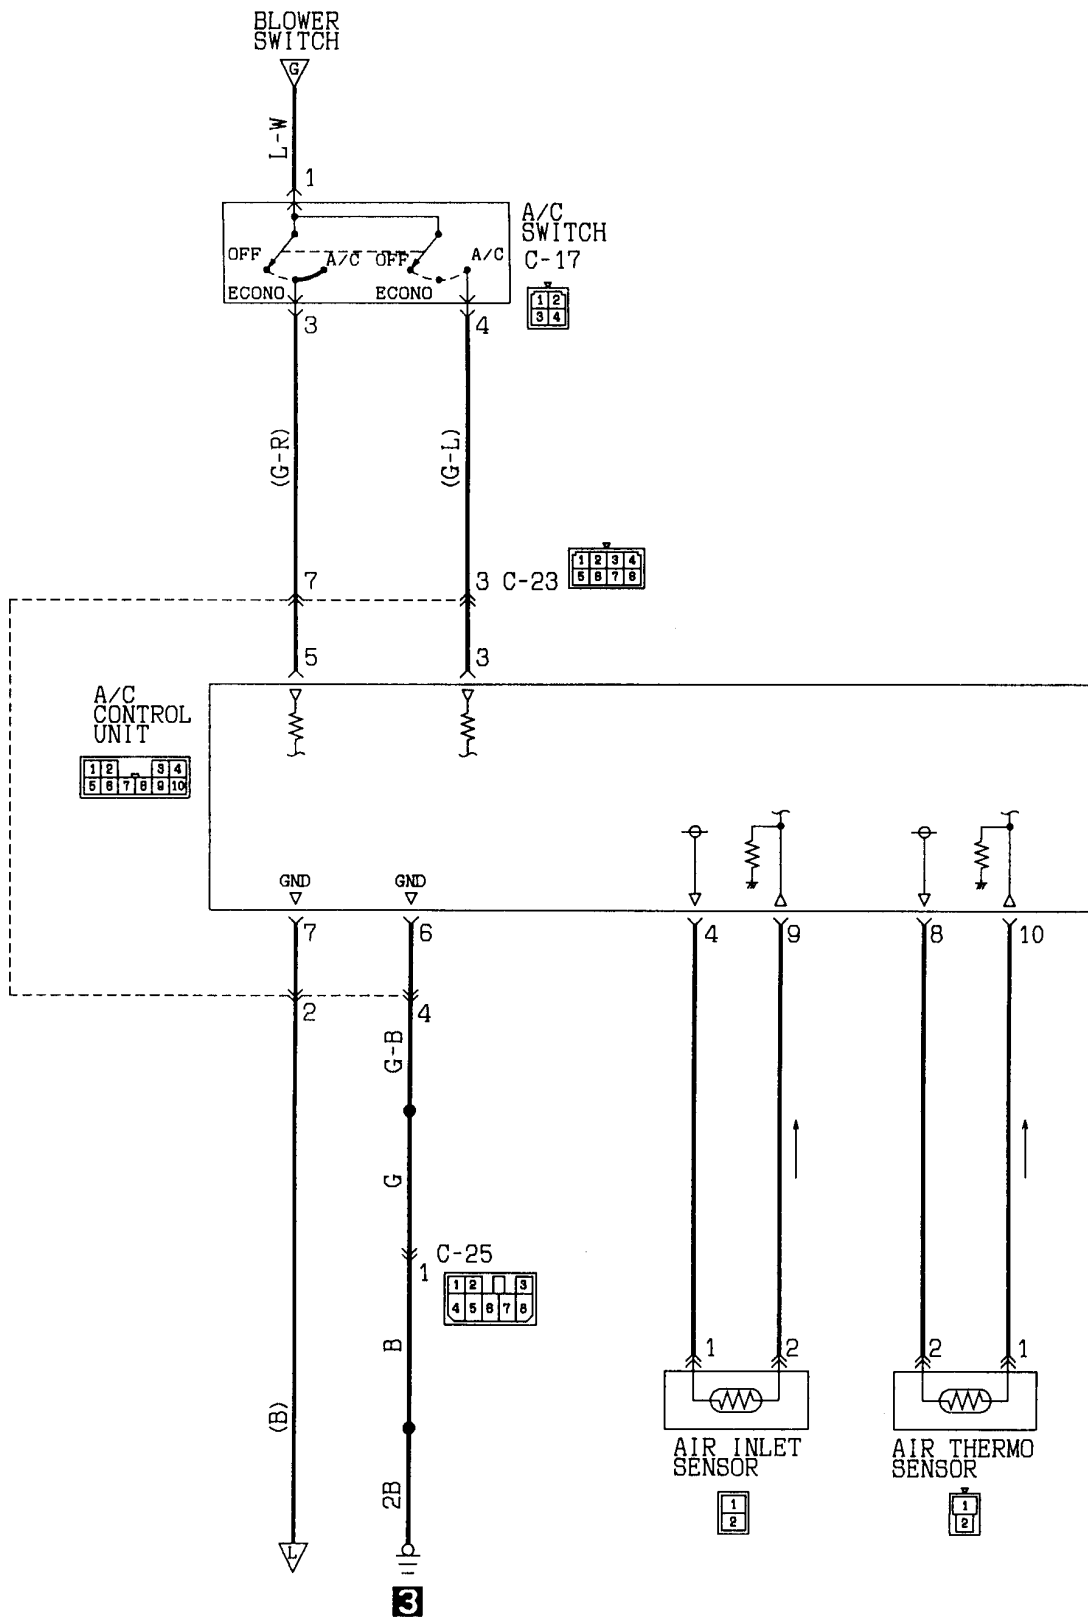 BLOWER
SWITCH
G
L-W
1
A/C
SWITCH
C-17
OFF
A/C
OFF
A/C
ECONO
ECONO
1 2
3 4
3
4
(G-R)
(G-L)
7
3
C-23
1 2 3 4
5 6 7 8
5
3
A/C
CONTROL
UNIT
1 2 3 4
5 6 7 8 9 10
GND
GND
7
6
4
9
8
10
2
4
G-B
G
C-25
1
1 2 3
4 5 6 7 8
B
(B)
2B
L
3
1
2
2
1
AIR INLET
SENSOR
AIR THERMO
SENSOR
1
2
1
2